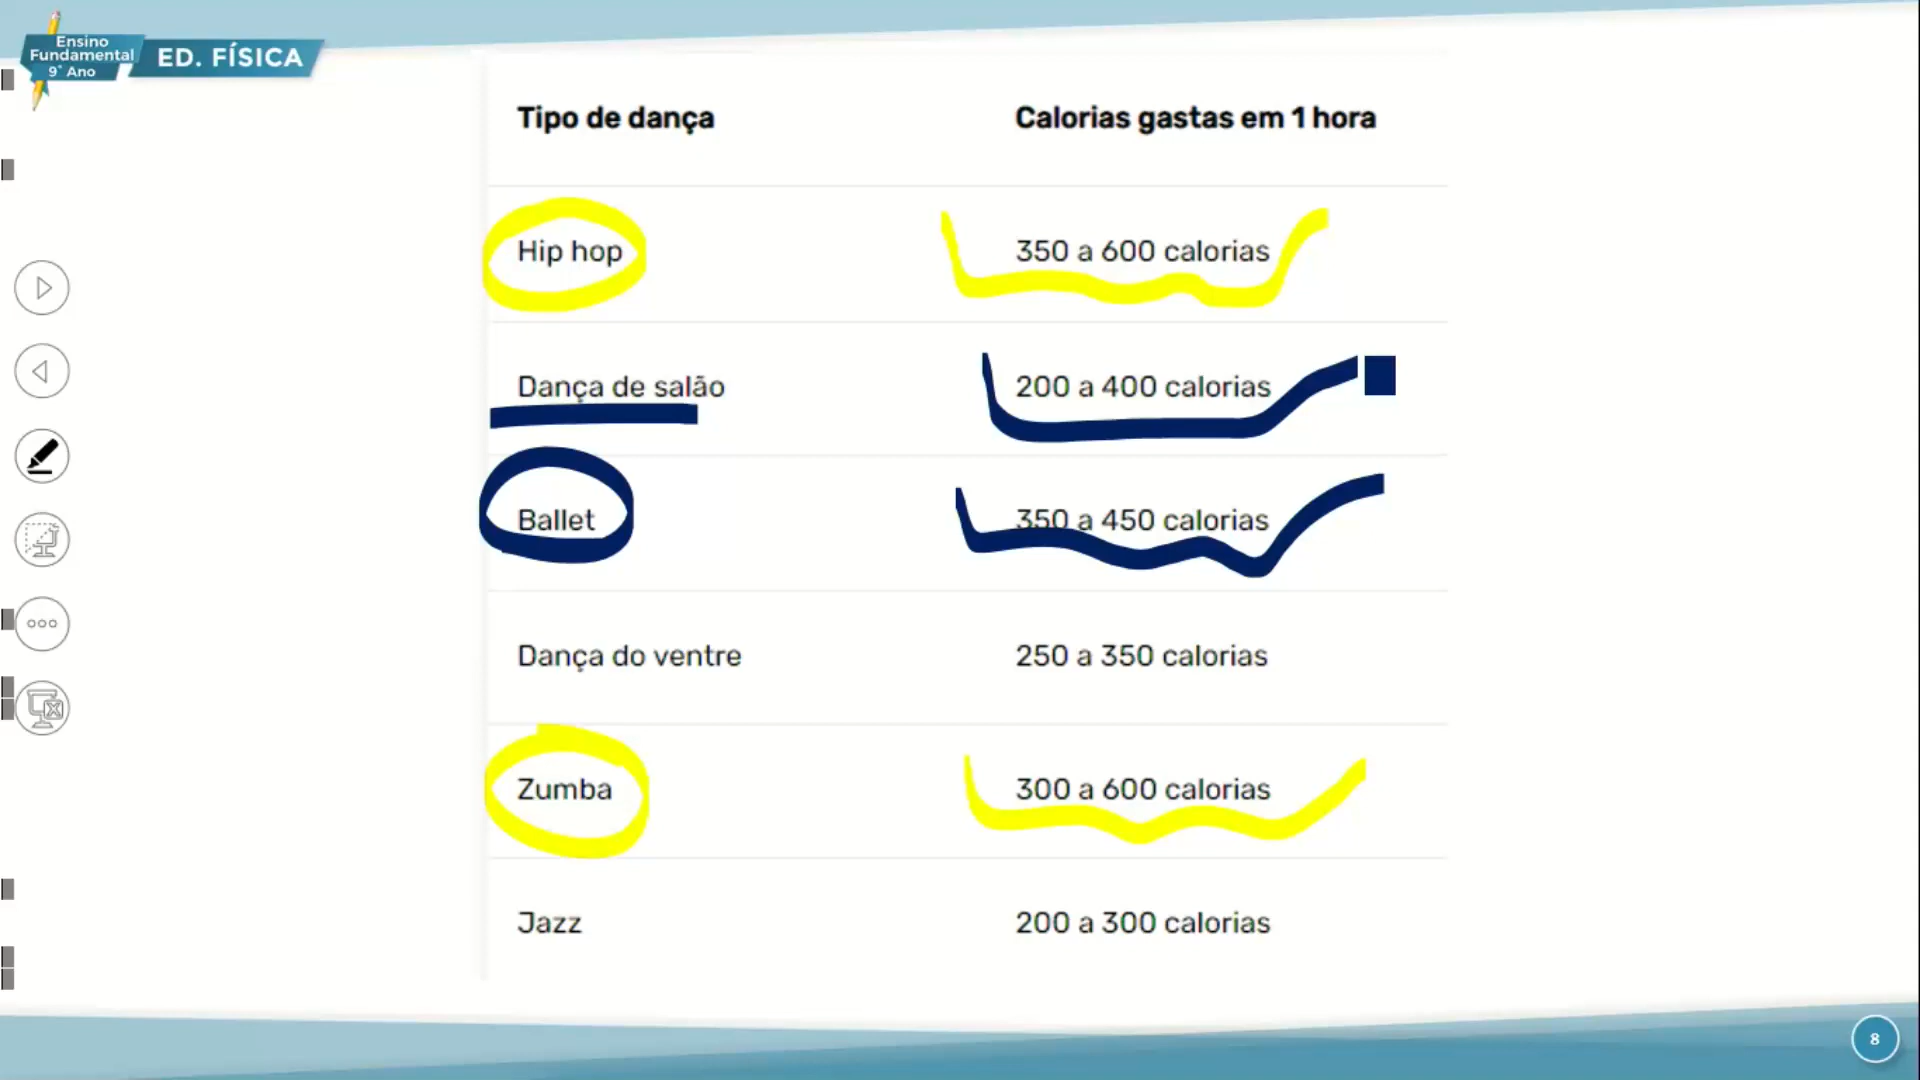 Ensino
Fundamental
9° Ano
ED. FÍSICA
Tipo de dança Calorias gastas em 1 hora
Hip hop 350 a 600 calorias
Dança de salão 200 a 400 calorias
Ballet 350 a 450 calorias
Dança do ventre 250 a 350 calorias
Zumba 300 a 600 calorias
Jazz 200 a 300 calorias
8